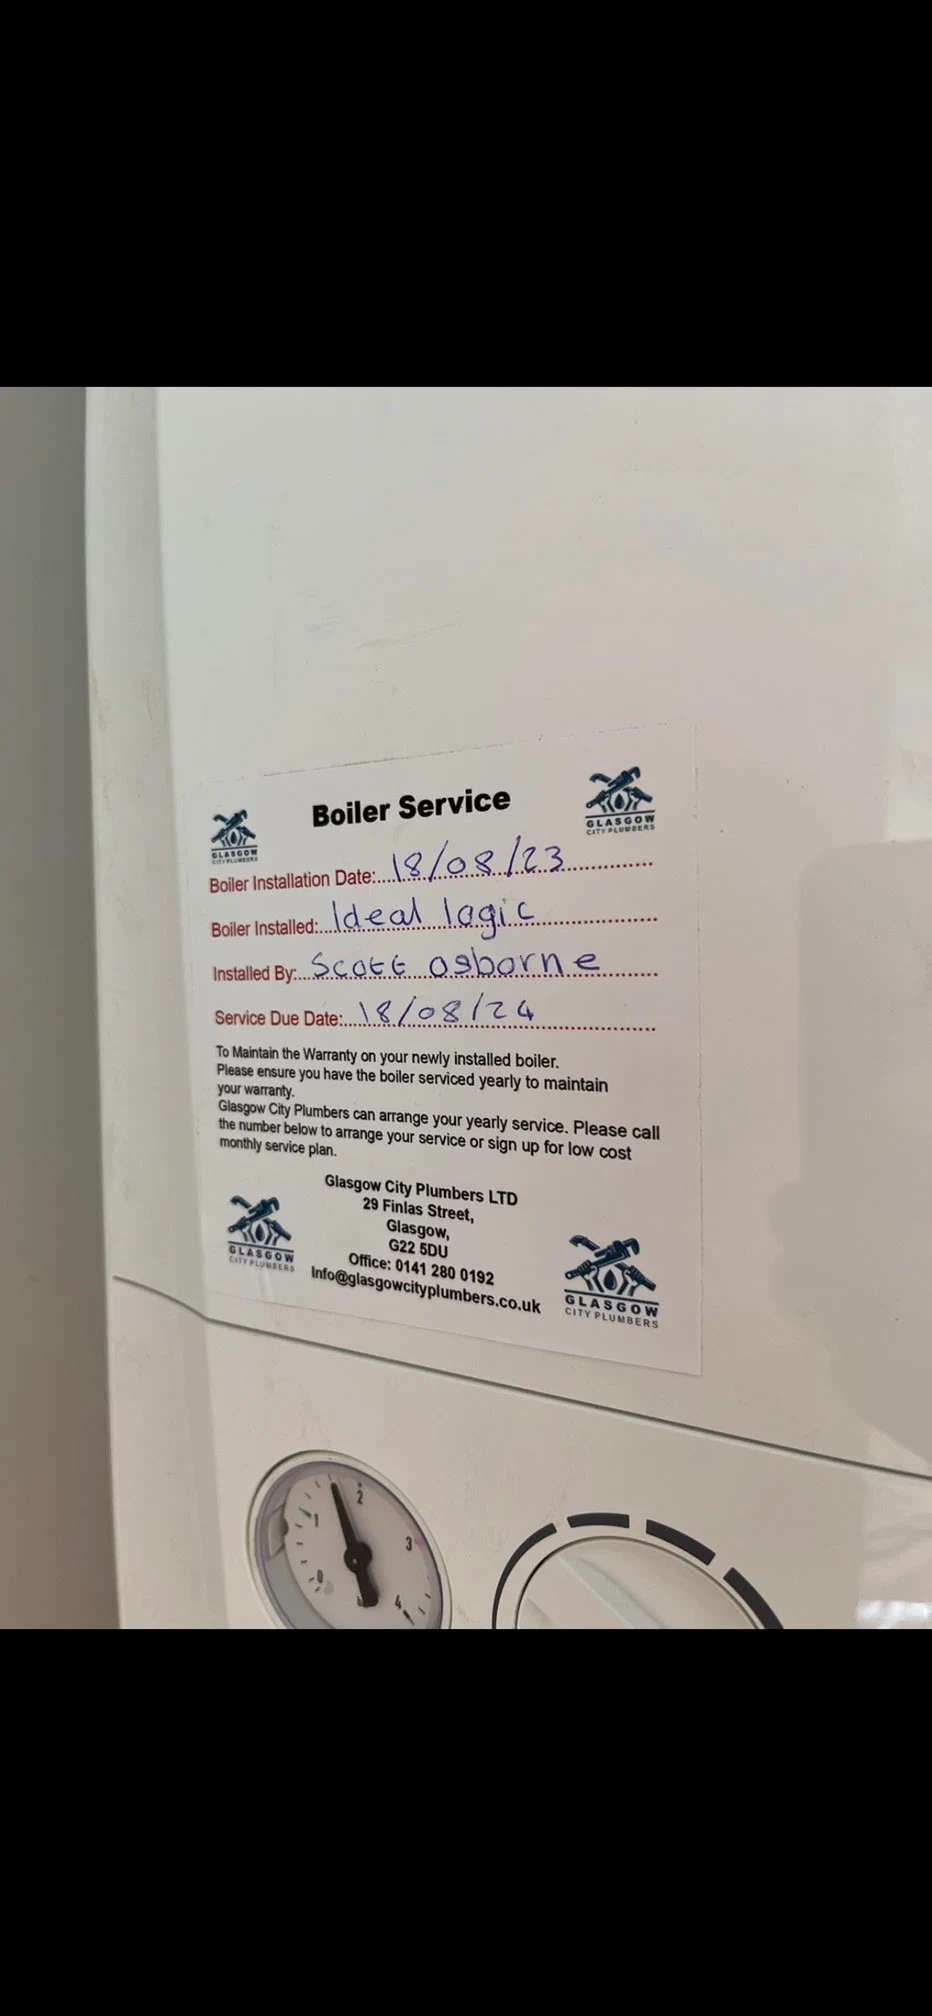 Boiler Service
GLASGOW
CITY PLUMBERS
GLASGOW
CITY PLUMBERS
Boiler Installation Date:....18/08/23
Boiler Installed:..Ideal logic
Installed By:...Scott osborne
Service Due Date:...18/08/24
To Maintain the Warranty on your newly installed boiler.
Please ensure you have the boiler serviced yearly to maintain
your warranty.
Glasgow City Plumbers can arrange your yearly service. Please call
the number below to arrange your service or sign up for low cost
monthly service plan.
Glasgow City Plumbers LTD
29 Finlas Street,
Glasgow,
G22 5DU
Office: 0141 280 0192
Info@glasgowcityplumbers.co.uk
GLASGOW
CITY PLUMBERS
GLASGOW
CITY PLUMBERS
0 1 2 3 4